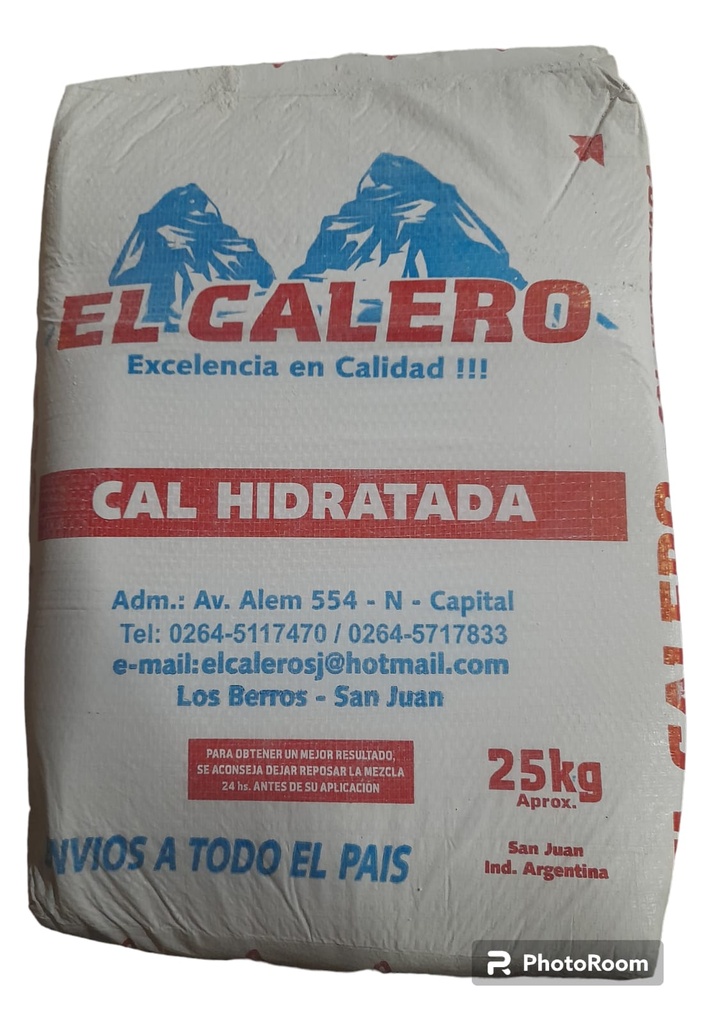 EL CALERO
Excelencia en Calidad !!!
CAL HIDRATADA
Adm.: Av. Alem 554 - N - Capital
Tel: 0264-5117470 / 0264-5717833
e-mail:elcalerosj@hotmail.com
Los Berros - San Juan
PARA OBTENER UN MEJOR RESULTADO,
SE ACONSEJA DEJAR REPOSAR LA MEZCLA
24 hs. ANTES DE SU APLICACIÓN
25kg
Aprox.
ENVIOS A TODO EL PAIS
San Juan
Ind. Argentina
CALERO
PhotoRoom